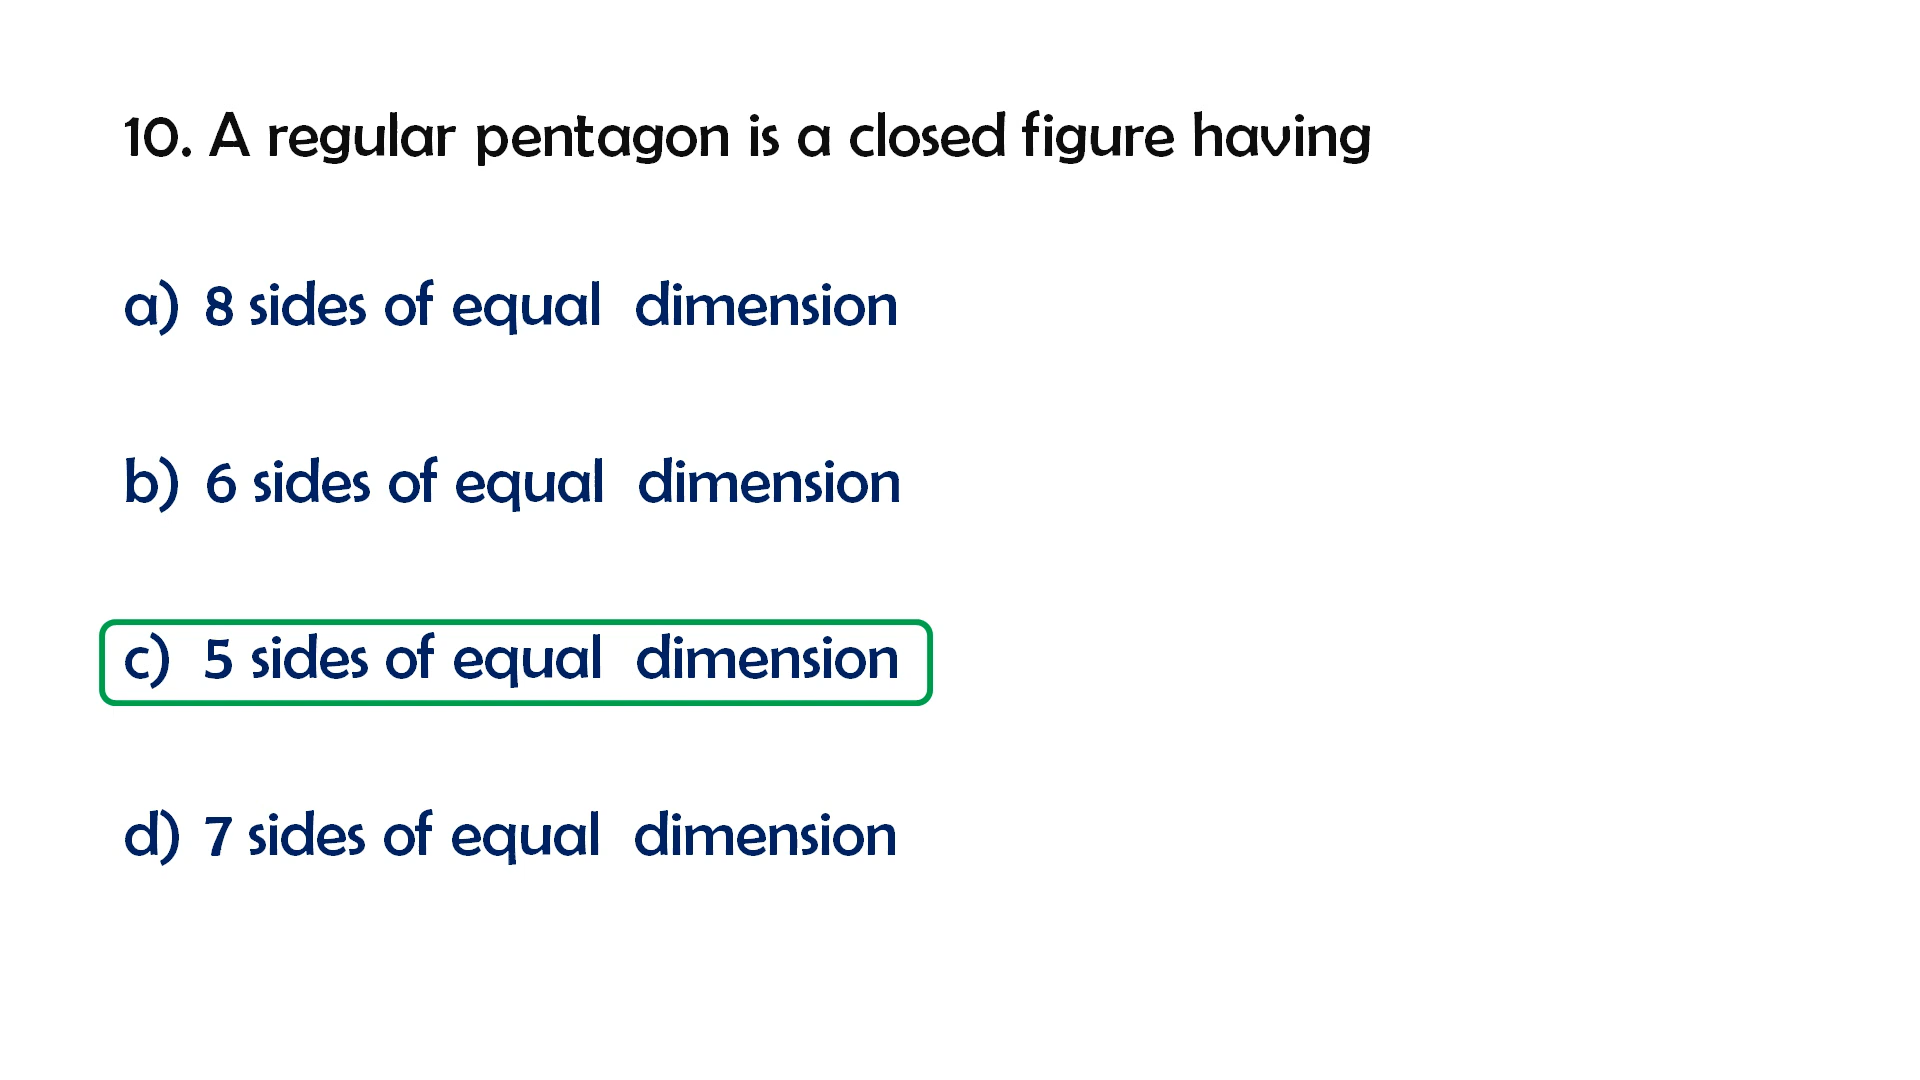 10. A regular pentagon is a closed figure having
a) 8 sides of equal dimension
b) 6 sides of equal dimension
c) 5 sides of equal dimension
d) 7 sides of equal dimension